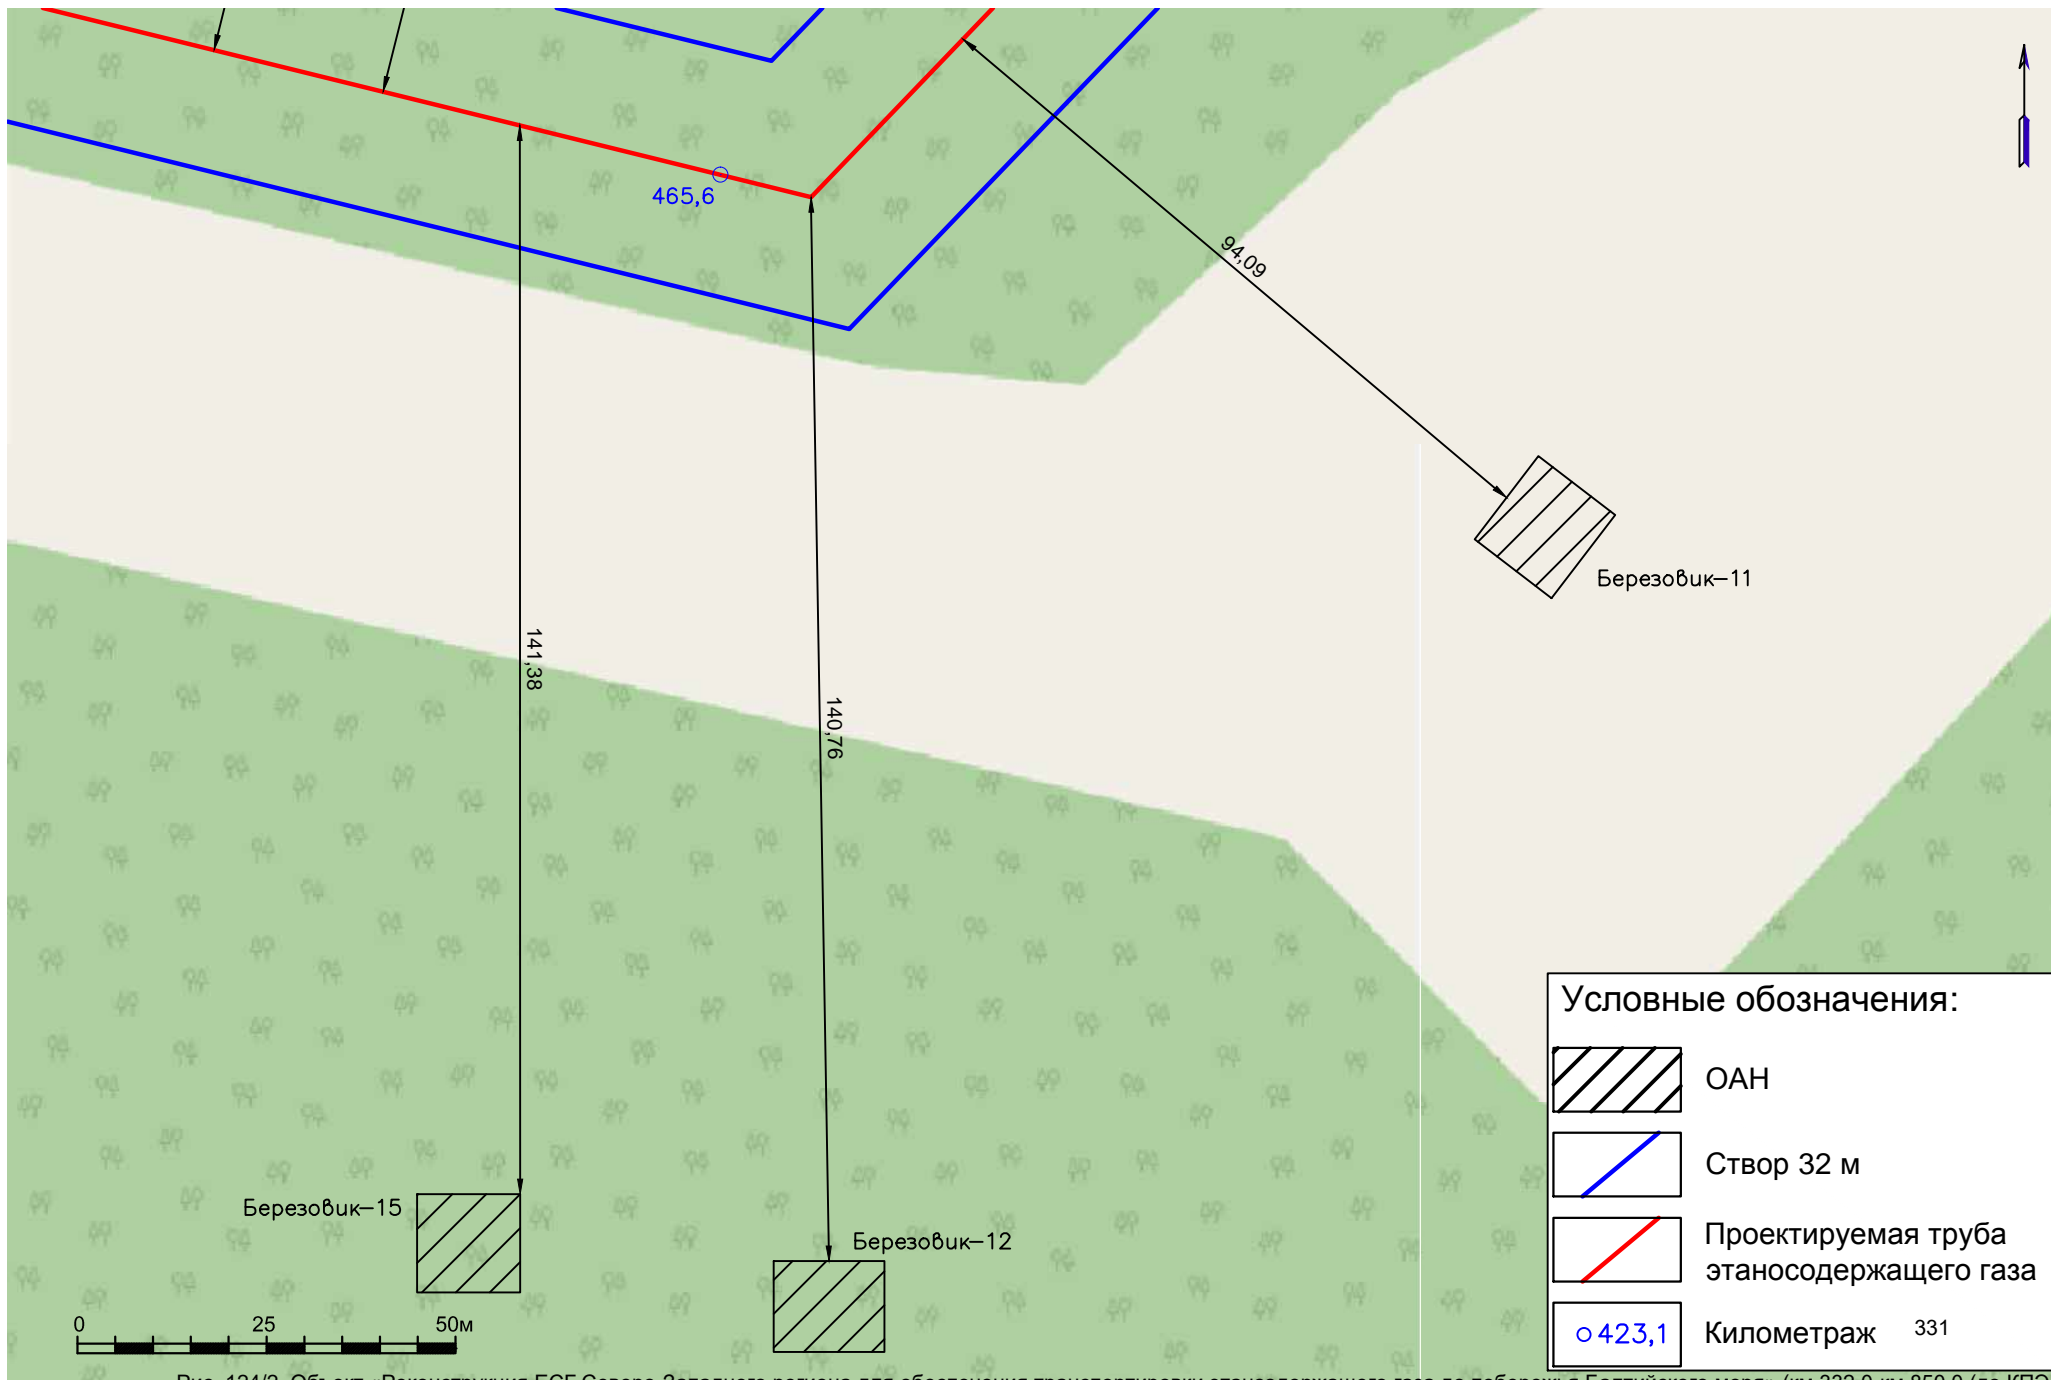 465,6
94,09
Березовик-11
141,38
140,76
Березовик-15
Березовик-12
0 25 50м
Условные обозначения:
ОАН
Створ 32 м
Проектируемая труба
этаносодержащего газа
423,1 Километраж 331